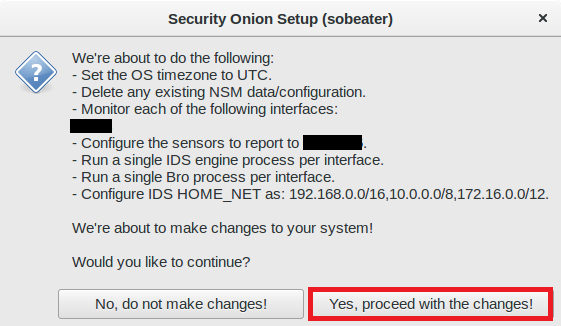 Security Onion Setup (sobeater)
We're about to do the following:
- Set the OS timezone to UTC.
- Delete any existing NSM data/configuration.
- Monitor each of the following interfaces:
- Configure the sensors to report to .
- Run a single IDS engine process per interface.
- Run a single Bro process per interface.
- Configure IDS HOME_NET as: 192.168.0.0/16,10.0.0.0/8,172.16.0.0/12.
We're about to make changes to your system!
Would you like to continue?
No, do not make changes!
Yes, proceed with the changes!